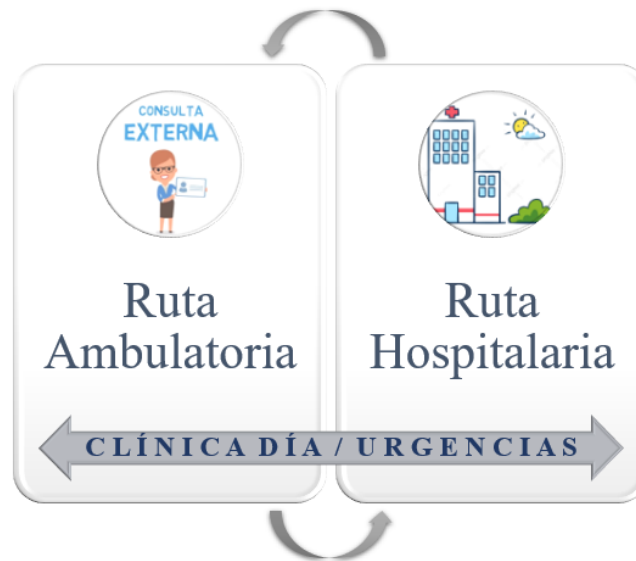 CONSULTA
EXTERNA
Ruta
Ambulatoria
Ruta
Hospitalaria
CLÍNICA DÍA / URGENCIAS